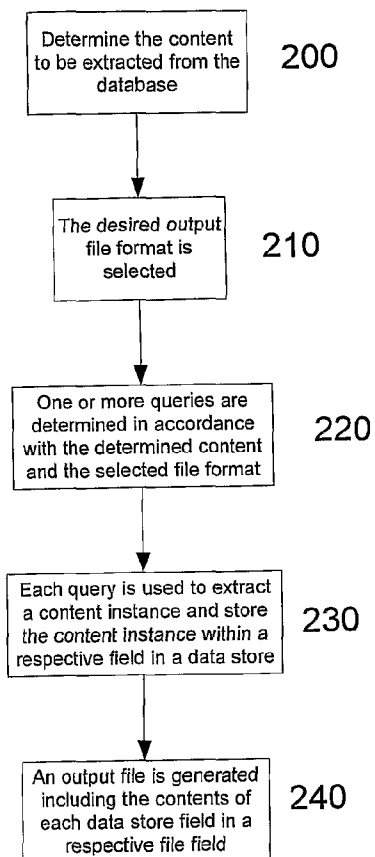 Determine the content
to be extracted from the
database
200
The desired output
file format is
selected
210
One or more queries are
determined in accordance
with the determined content
and the selected file format
220
Each query is used to extract
a content instance and store
the content instance within a
respective field in a data store
230
An output file is generated
including the contents of
each data store field in a
respective file field
240